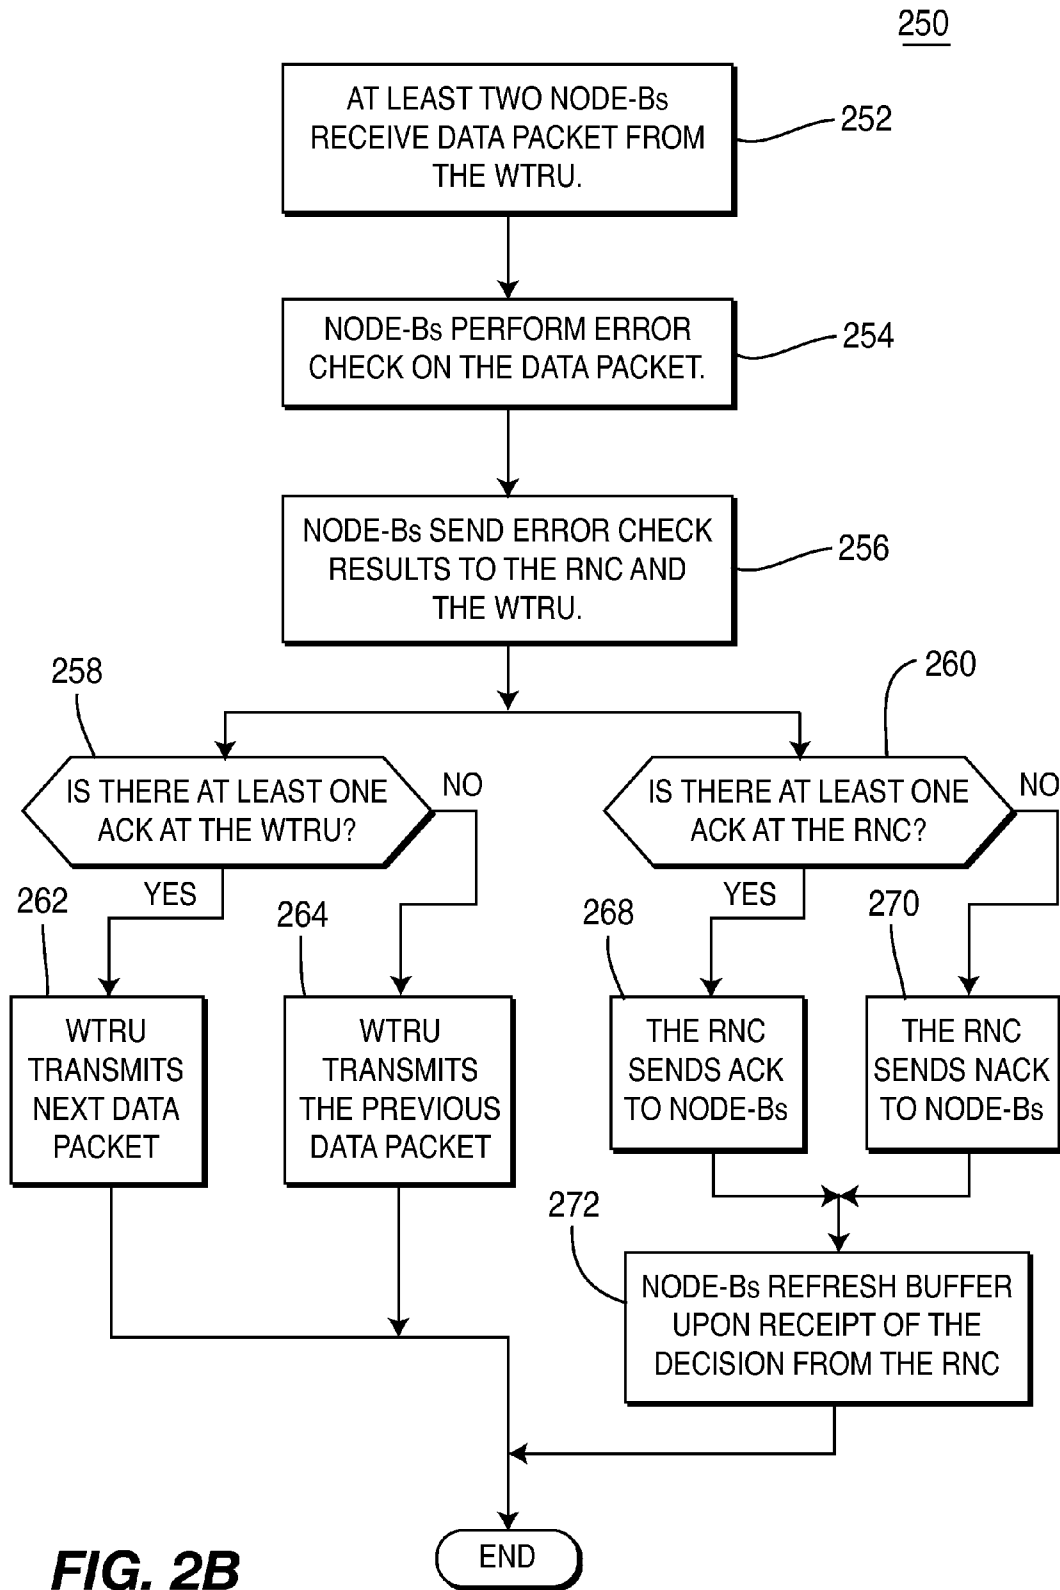 250
AT LEAST TWO NODE-Bs
RECEIVE DATA PACKET FROM
THE WTRU.
252
NODE-Bs PERFORM ERROR
CHECK ON THE DATA PACKET.
254
NODE-Bs SEND ERROR CHECK
RESULTS TO THE RNC AND
THE WTRU.
256
258
IS THERE AT LEAST ONE
ACK AT THE WTRU?
NO
YES
260
IS THERE AT LEAST ONE
ACK AT THE RNC?
NO
YES
262
WTRU
TRANSMITS
NEXT DATA
PACKET
264
WTRU
TRANSMITS
THE PREVIOUS
DATA PACKET
268
THE RNC
SENDS ACK
TO NODE-Bs
270
THE RNC
SENDS NACK
TO NODE-Bs
272
NODE-Bs REFRESH BUFFER
UPON RECEIPT OF THE
DECISION FROM THE RNC
END
FIG. 2B